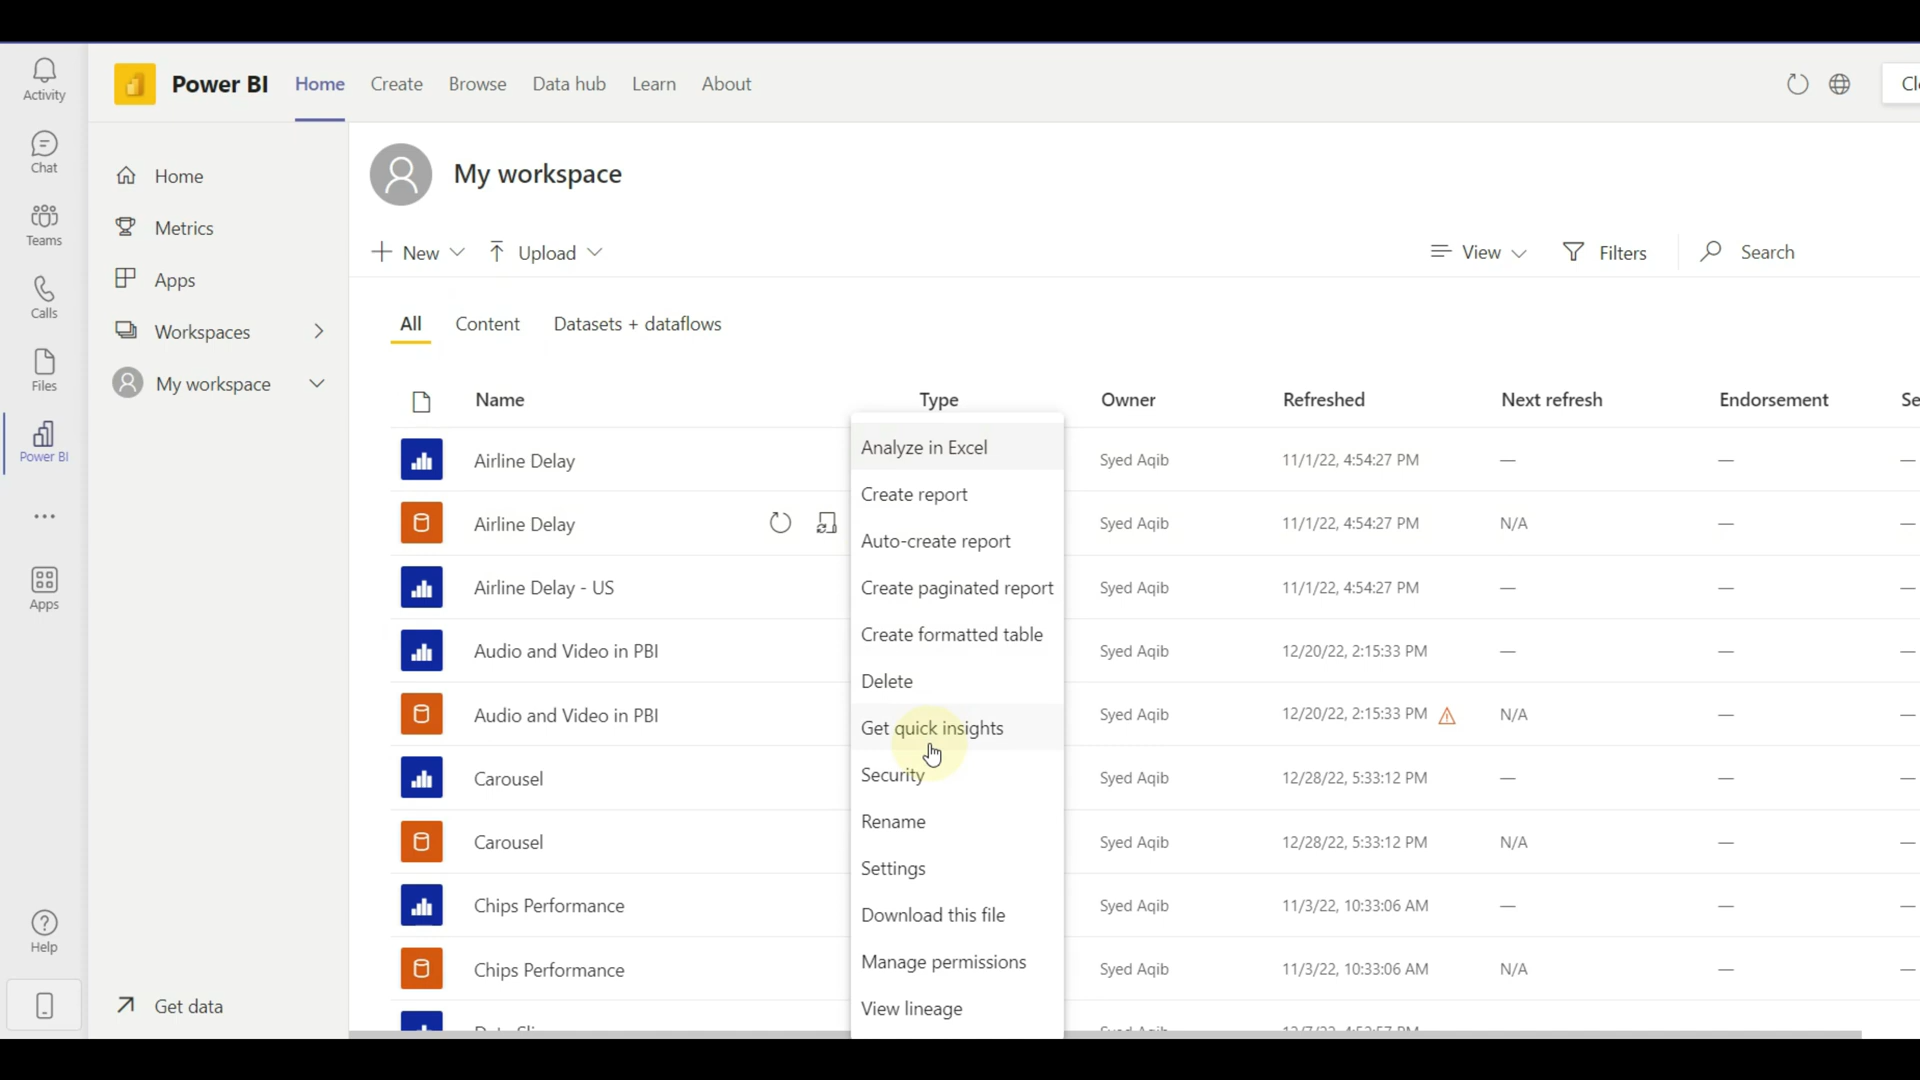 Activity
Chat
Teams
Calls
Files
Power BI
Apps
Help
Power BI Home Create Browse Data hub Learn About
Home
Metrics
Apps
Workspaces
My workspace
Get data
My workspace
New Upload View Filters Search
All Content Datasets + dataflows
Name Type Owner Refreshed Next refresh Endorsement
Airline Delay Syed Aqib 11/1/22, 4:54:27 PM — — —
Airline Delay Syed Aqib 11/1/22, 4:54:27 PM N/A — —
Airline Delay - US Syed Aqib 11/1/22, 4:54:27 PM — — —
Audio and Video in PBI Syed Aqib 12/20/22, 2:15:33 PM — — —
Audio and Video in PBI Syed Aqib 12/20/22, 2:15:33 PM N/A — —
Carousel Syed Aqib 12/28/22, 5:33:12 PM — — —
Carousel Syed Aqib 12/28/22, 5:33:12 PM N/A — —
Chips Performance Syed Aqib 11/3/22, 10:33:06 AM — — —
Chips Performance Syed Aqib 11/3/22, 10:33:06 AM N/A — —
Analyze in Excel
Create report
Auto-create report
Create paginated report
Create formatted table
Delete
Get quick insights
Security
Rename
Settings
Download this file
Manage permissions
View lineage